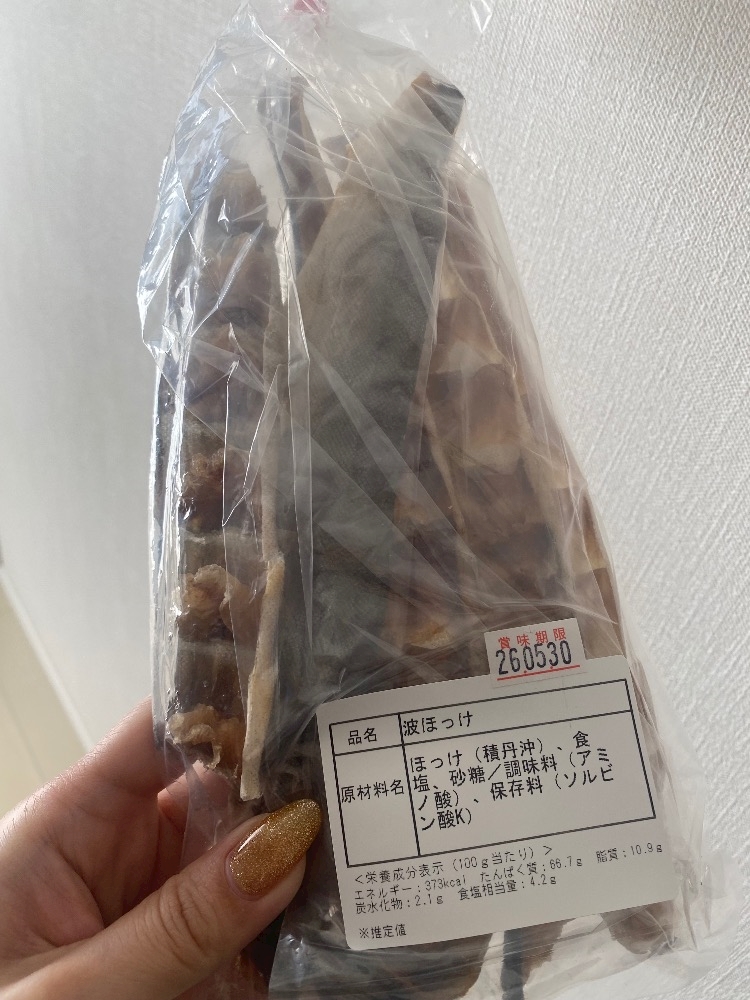 賞味期限
260530
品名 波ほっけ
原材料名 ほっけ（積丹沖）、食
塩、砂糖／調味料（アミ
ノ酸）、保存料（ソルビ
ン酸K）
＜栄養成分表示（100g当たり）＞
エネルギー：373kcal たんぱく質：66.7g 脂質：10.9g
炭水化物：2.1g 食塩相当量：4.2g
※推定値